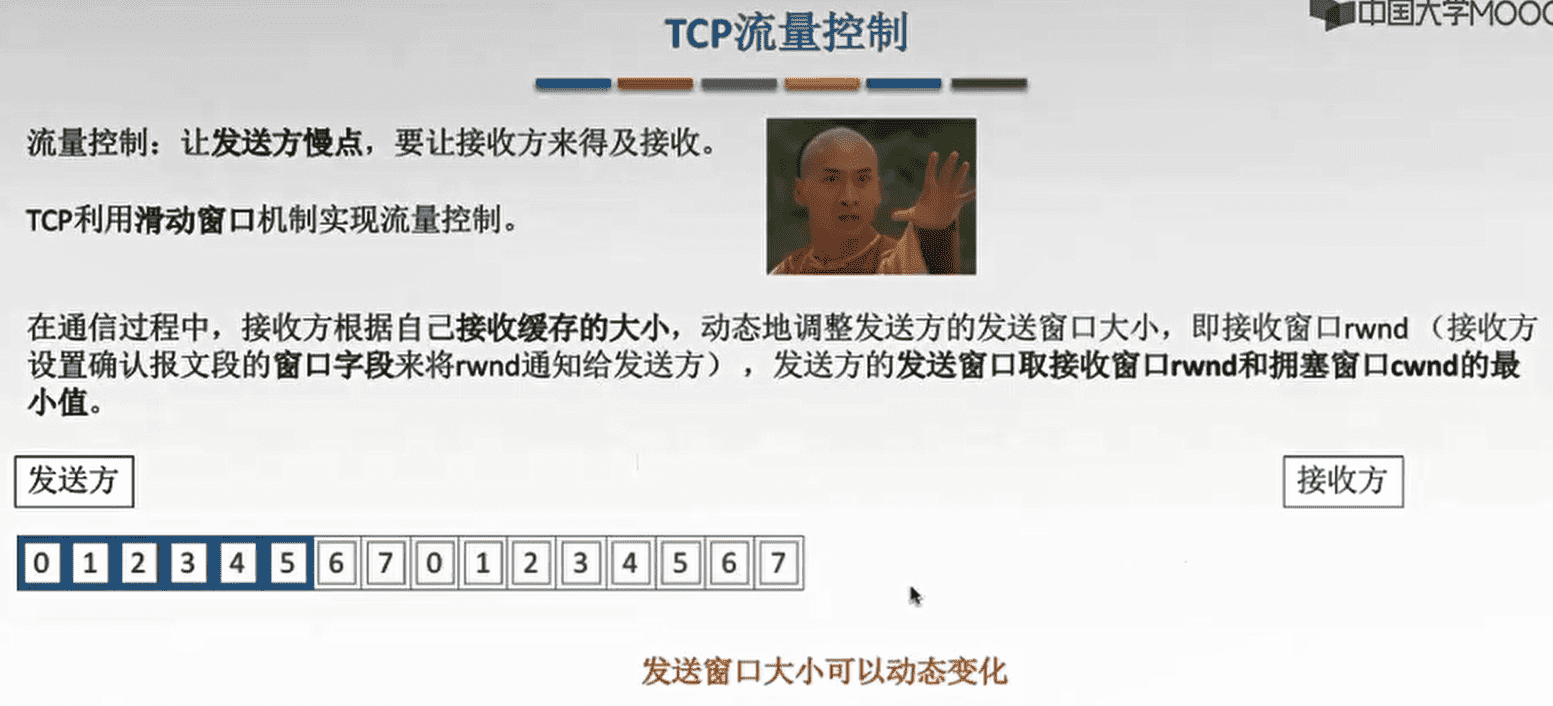 中国大学MOOC
TCP流量控制
流量控制：让发送方慢点，要让接收方来得及接收。
TCP利用滑动窗口机制实现流量控制。
在通信过程中，接收方根据自己接收缓存的大小，动态地调整发送方的发送窗口大小，即接收窗口rwnd（接收方
设置确认报文段的窗口字段来将rwnd通知给发送方），发送方的发送窗口取接收窗口rwnd和拥塞窗口cwnd的最
小值。
发送方 接收方
0 1 2 3 4 5 6 7 0 1 2 3 4 5 6 7
发送窗口大小可以动态变化